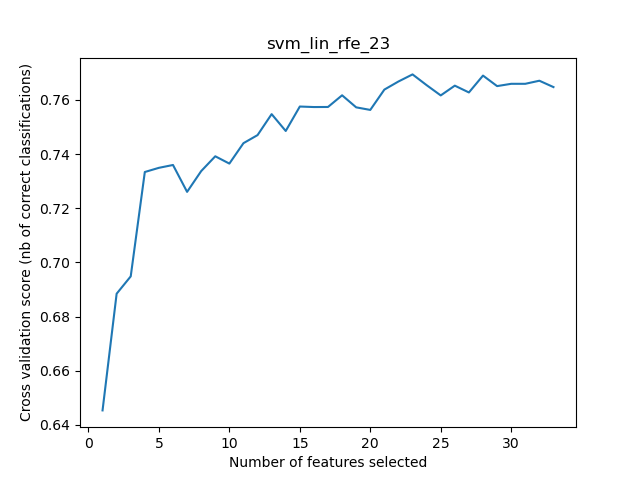 svm_lin_rfe_23
Cross validation score (nb of correct classifications)
0.76
0.74
0.72
0.70
0.68
0.66
0.64
0 5 10 15 20 25 30
Number of features selected